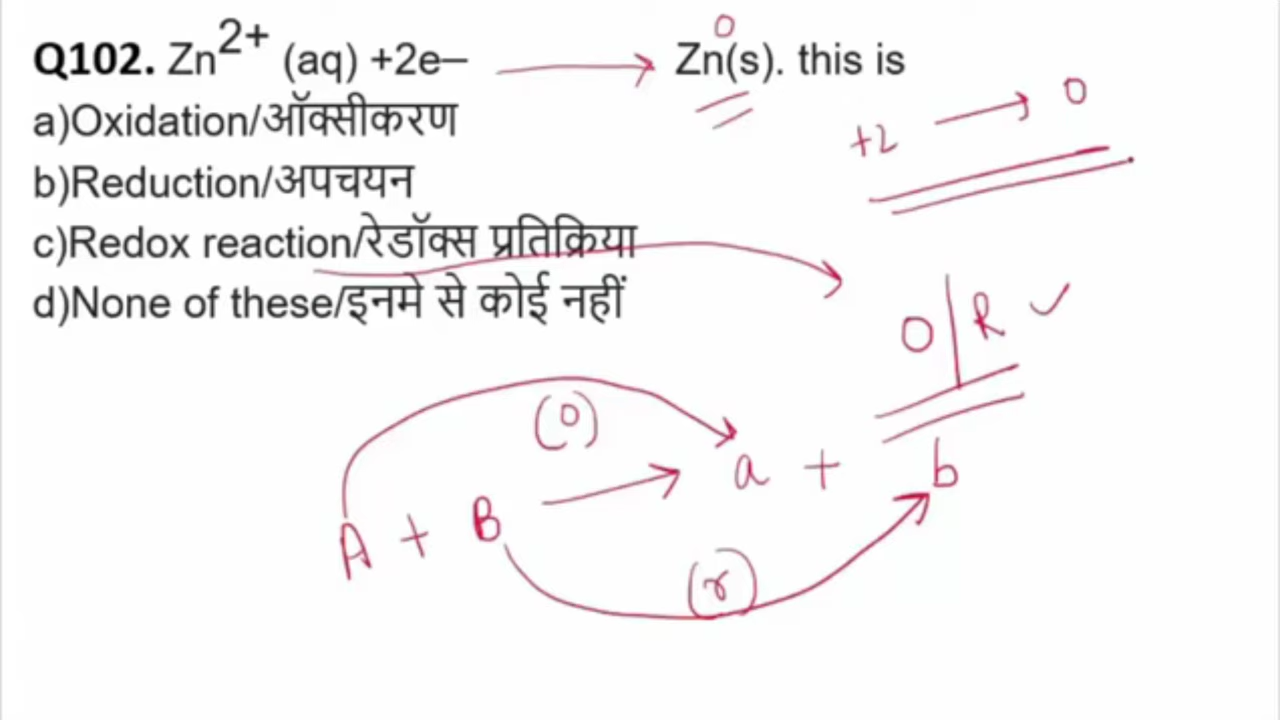 Q102. Zn2+ (aq) +2e– ⟶ Zn(s). this is
0
a)Oxidation/ऑक्सीकरण
+2 ⟶ 0
b)Reduction/अपचयन
c)Redox reaction/रेडॉक्स प्रतिक्रिया
d)None of these/इनमे से कोई नहीं
O | R ✓
(0)
A + B ⟶ a + b
(r)